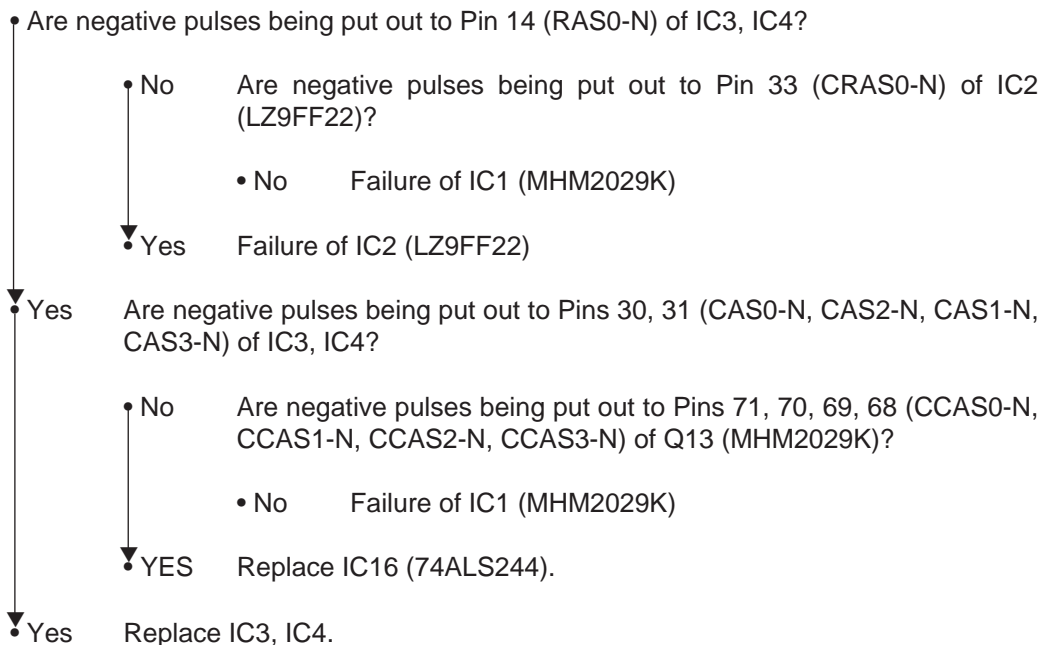 • Are negative pulses being put out to Pin 14 (RAS0-N) of IC3, IC4?
• No Are negative pulses being put out to Pin 33 (CRAS0-N) of IC2
(LZ9FF22)?
• No Failure of IC1 (MHM2029K)
• Yes Failure of IC2 (LZ9FF22)
• Yes Are negative pulses being put out to Pins 30, 31 (CAS0-N, CAS2-N, CAS1-N,
CAS3-N) of IC3, IC4?
• No Are negative pulses being put out to Pins 71, 70, 69, 68 (CCAS0-N,
CCAS1-N, CCAS2-N, CCAS3-N) of Q13 (MHM2029K)?
• No Failure of IC1 (MHM2029K)
• YES Replace IC16 (74ALS244).
• Yes Replace IC3, IC4.